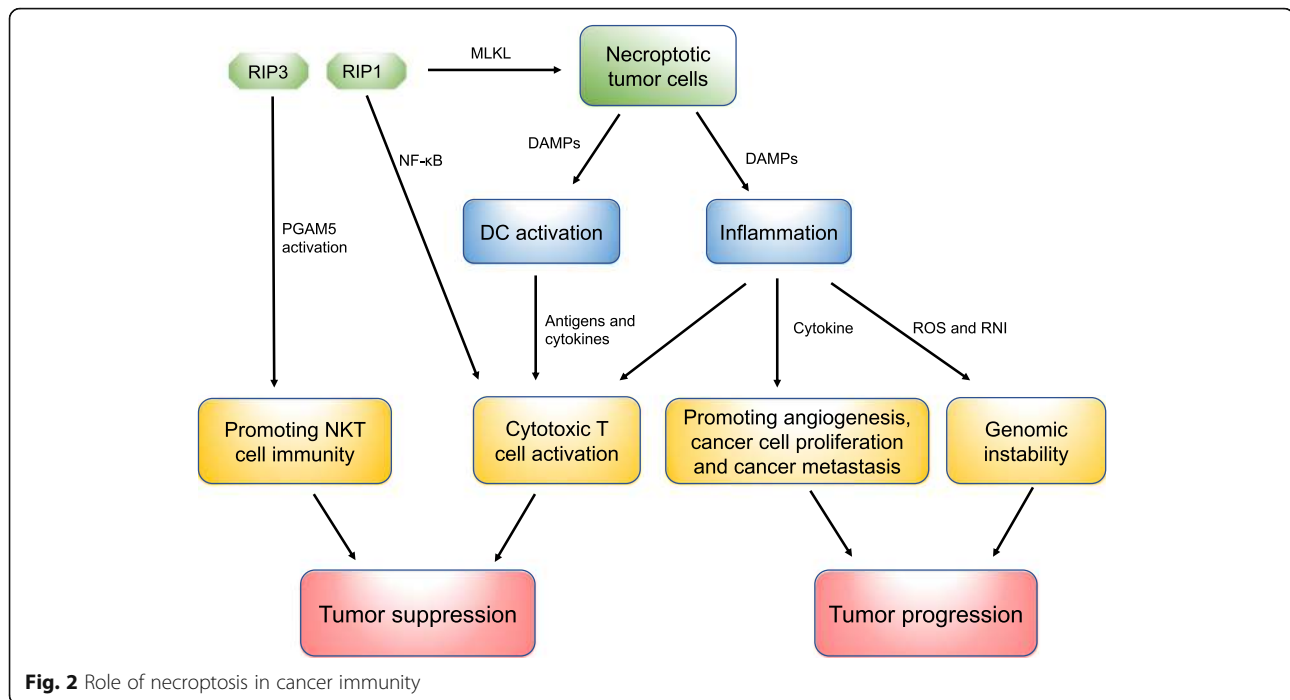 RIP3
RIP1
MLKL
Necroptotic
tumor cells
DAMPs
DAMPs
NF-κB
PGAM5
activation
DC activation
Inflammation
Antigens and
cytokines
Cytokine
ROS and RNI
Promoting NKT
cell immunity
Cytotoxic T
cell activation
Promoting angiogenesis,
cancer cell proliferation
and cancer metastasis
Genomic
instability
Tumor suppression
Tumor progression
Fig. 2 Role of necroptosis in cancer immunity